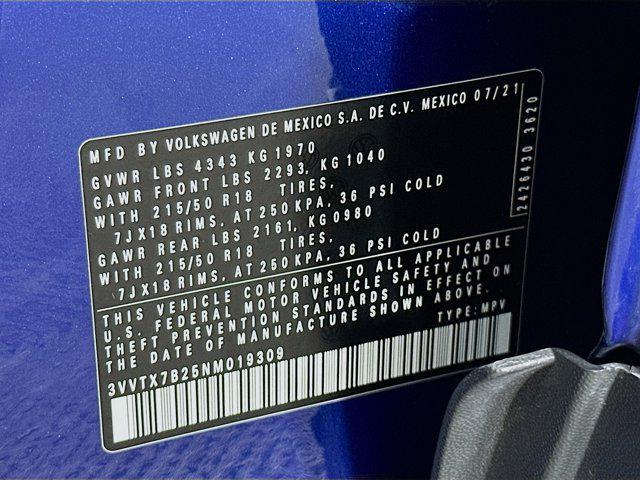 MFD BY VOLKSWAGEN DE MEXICO S.A. DE C.V. MEXICO 07/21
GVWR LBS 4343 KG 1970
GAWR FRONT LBS 2293, KG 1040
WITH 215/50 R18 TIRES,
7JX18 RIMS, AT 250 KPA, 36 PSI COLD
GAWR REAR LBS 2161, KG 0980
WITH 215/50 R18 TIRES,
7JX18 RIMS, AT 250 KPA, 36 PSI COLD
2426430 3620
THIS VEHICLE CONFORMS TO ALL APPLICABLE
U.S. FEDERAL MOTOR VEHICLE SAFETY AND
THEFT PREVENTION STANDARDS IN EFFECT ON
THE DATE OF MANUFACTURE SHOWN ABOVE.
3VVTX7B25NM019309 TYPE: MPV